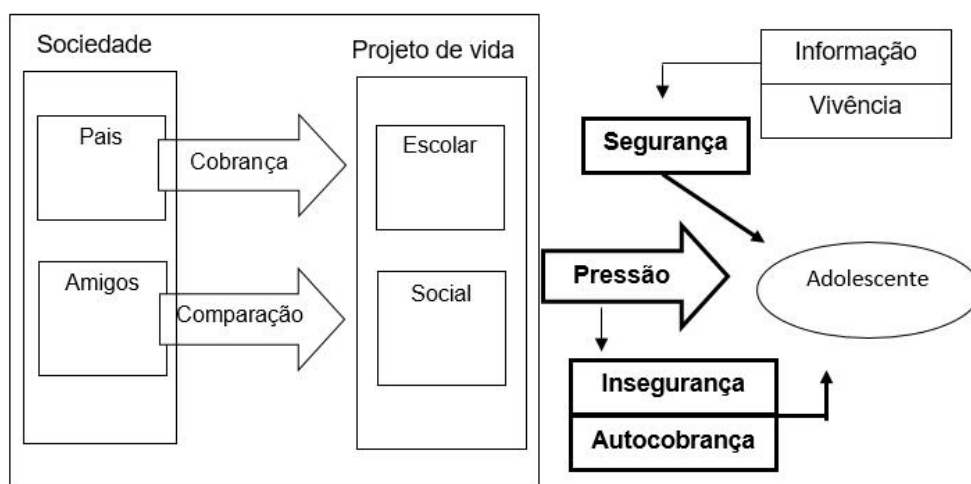 Sociedade
Projeto de vida
Pais
Cobrança
Escolar
Amigos
Comparação
Social
Informação
Vivência
Segurança
Pressão
Adolescente
Insegurança
Autocobrança